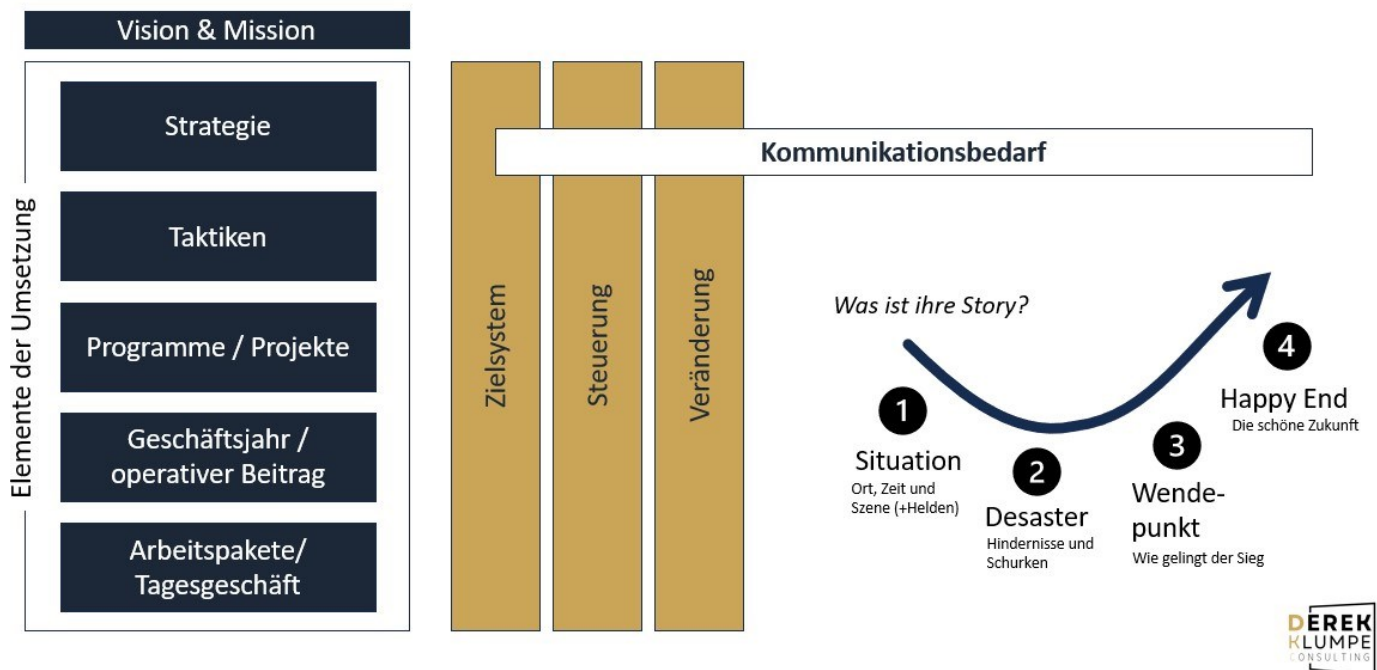 Vision & Mission
Elemente der Umsetzung
Strategie
Taktiken
Programme / Projekte
Geschäftsjahr /
operativer Beitrag
Arbeitspakete/
Tagesgeschäft
Zielsystem
Steuerung
Veränderung
Kommunikationsbedarf
Was ist ihre Story?
1
Situation
Ort, Zeit und
Szene (+Helden)
2
Desaster
Hindernisse und
Schurken
3
Wende-
punkt
Wie gelingt der Sieg
4
Happy End
Die schöne Zukunft
DEREK
KLUMPE
CONSULTING